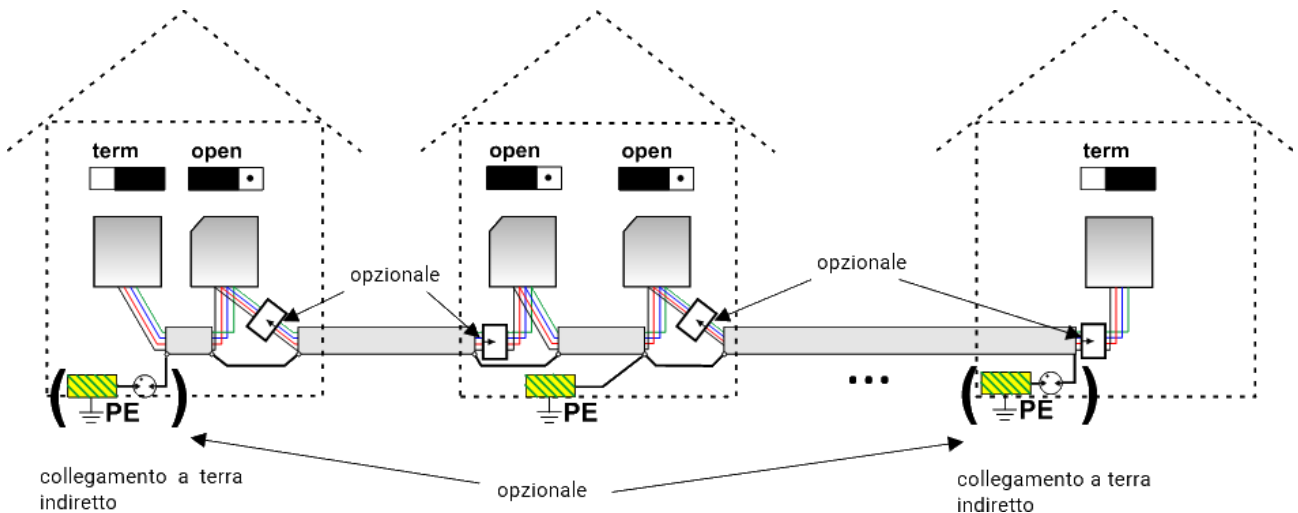 term open
open open
term
opzionale
opzionale
PE
PE
PE
collegamento a terra
indiretto
opzionale
collegamento a terra
indiretto